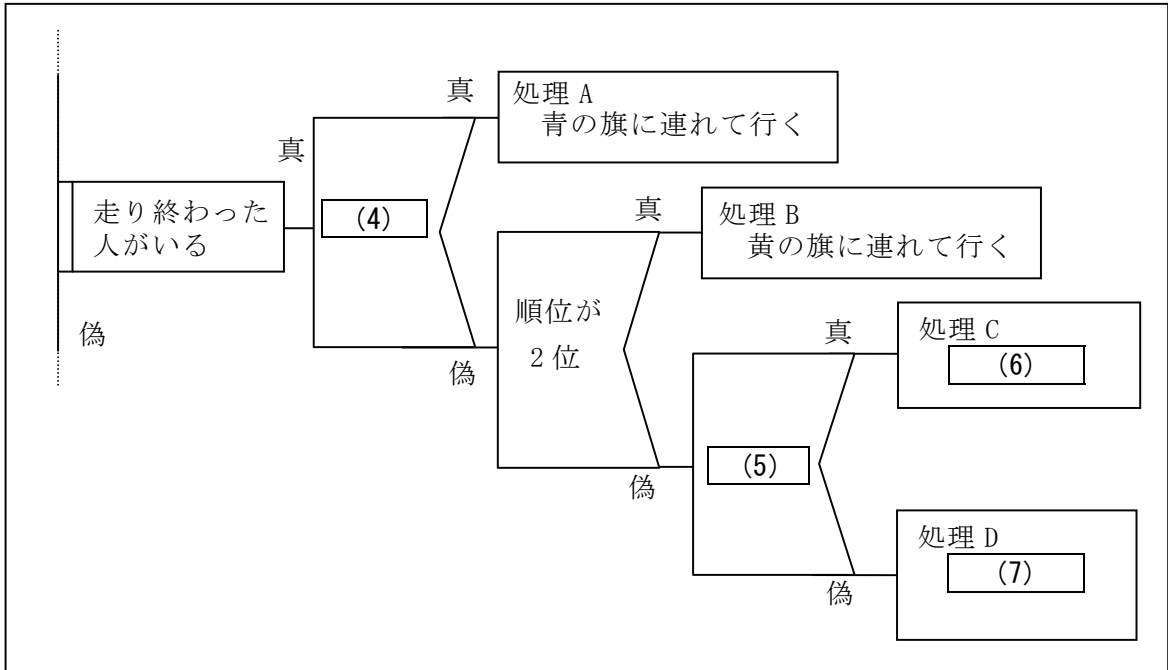 真
処理 A
青の旗に連れて行く
真
走り終わった
人がいる
(4)
真
処理 B
黄の旗に連れて行く
偽
偽
順位が
2位
真
処理 C
(6)
偽
(5)
処理 D
(7)
偽